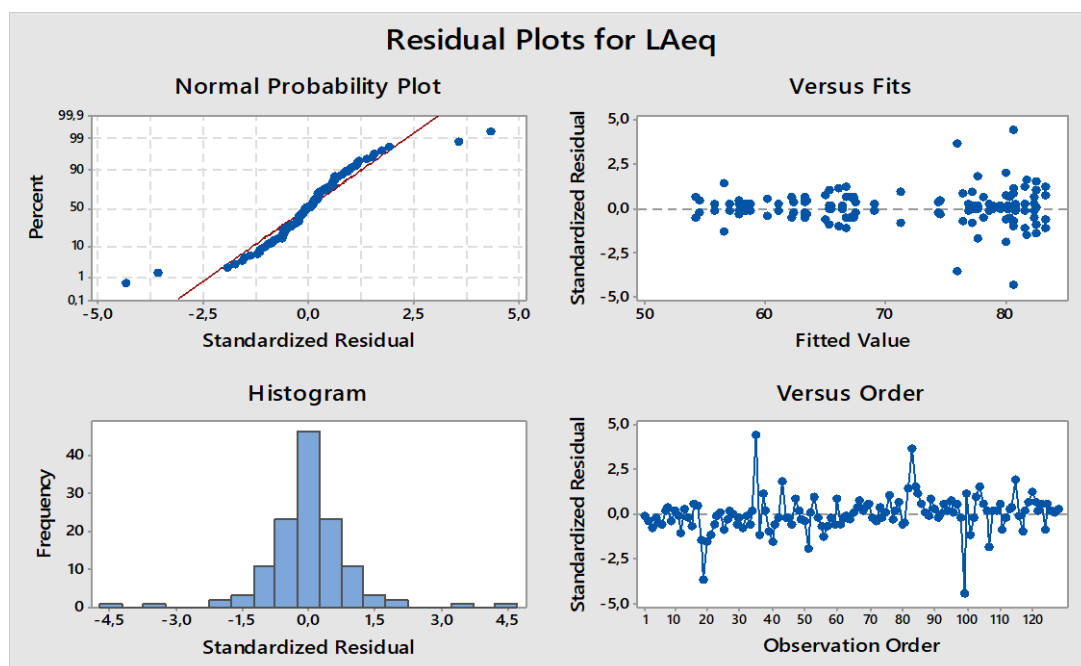 Residual Plots for LAeq
Normal Probability Plot
99,9
99
90
50
10
1
0,1
Percent
-5,0 -2,5 0,0 2,5 5,0
Standardized Residual
Versus Fits
5,0
2,5
0,0
-2,5
-5,0
Standardized Residual
50 60 70 80
Fitted Value
Histogram
40
30
20
10
0
Frequency
-4,5 -3,0 -1,5 0,0 1,5 3,0 4,5
Standardized Residual
Versus Order
5,0
2,5
0,0
-2,5
-5,0
Standardized Residual
1 10 20 30 40 50 60 70 80 90 100 110 120
Observation Order